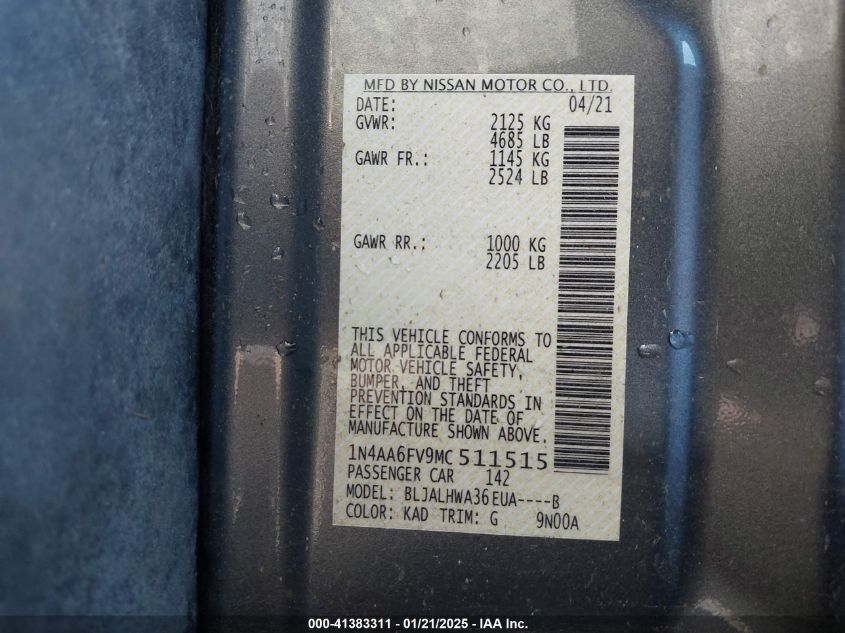 MFD BY NISSAN MOTOR CO., LTD.
DATE: 04/21
GVWR: 2125 KG
4685 LB
GAWR FR.: 1145 KG
2524 LB
GAWR RR.: 1000 KG
2205 LB
THIS VEHICLE CONFORMS TO
ALL APPLICABLE FEDERAL
MOTOR VEHICLE SAFETY,
BUMPER, AND THEFT
PREVENTION STANDARDS IN
EFFECT ON THE DATE OF
MANUFACTURE SHOWN ABOVE.
1N4AA6FV9MC 511515
PASSENGER CAR 142
MODEL: BLJALHWA36EUA----B
COLOR: KAD TRIM: G 9N00A
000-41383311 - 01/21/2025 - IAA Inc.